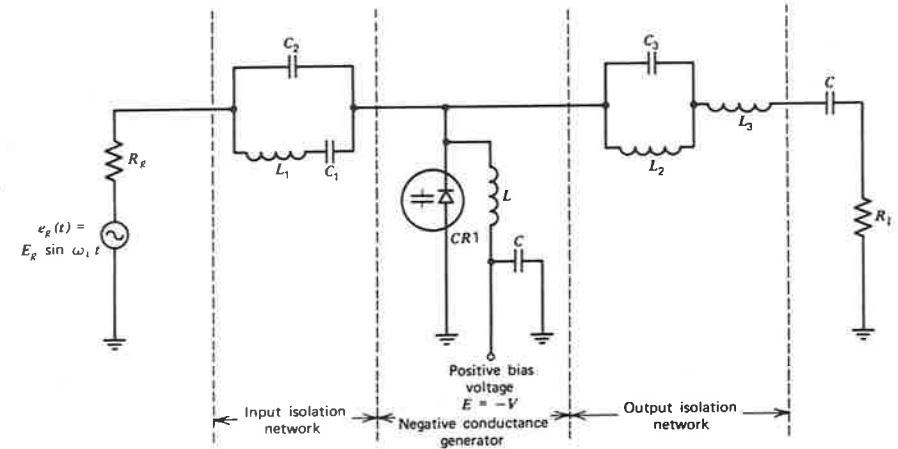 C₂
C₃
C
L₁
C₁
L₂
L₃
R_g
e_g(t) =
E_g sin ω₁ t
CR1
L
C
R_l
Positive bias
voltage
E = −V
Input isolation
network
Negative conductance
generator
Output isolation
network